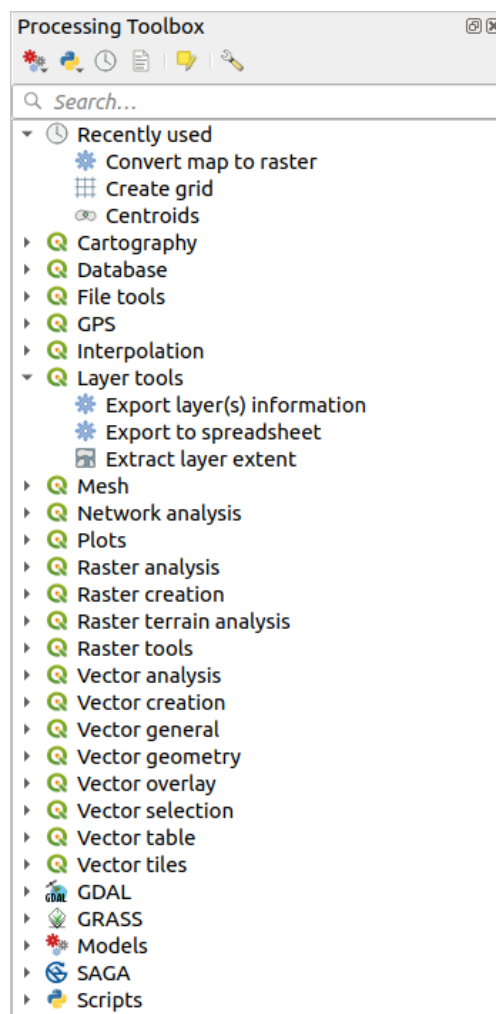 Processing Toolbox
Search...
Recently used
Convert map to raster
Create grid
Centroids
Cartography
Database
File tools
GPS
Interpolation
Layer tools
Export layer(s) information
Export to spreadsheet
Extract layer extent
Mesh
Network analysis
Plots
Raster analysis
Raster creation
Raster terrain analysis
Raster tools
Vector analysis
Vector creation
Vector general
Vector geometry
Vector overlay
Vector selection
Vector table
Vector tiles
GDAL GDAL
GRASS
Models
SAGA
Scripts